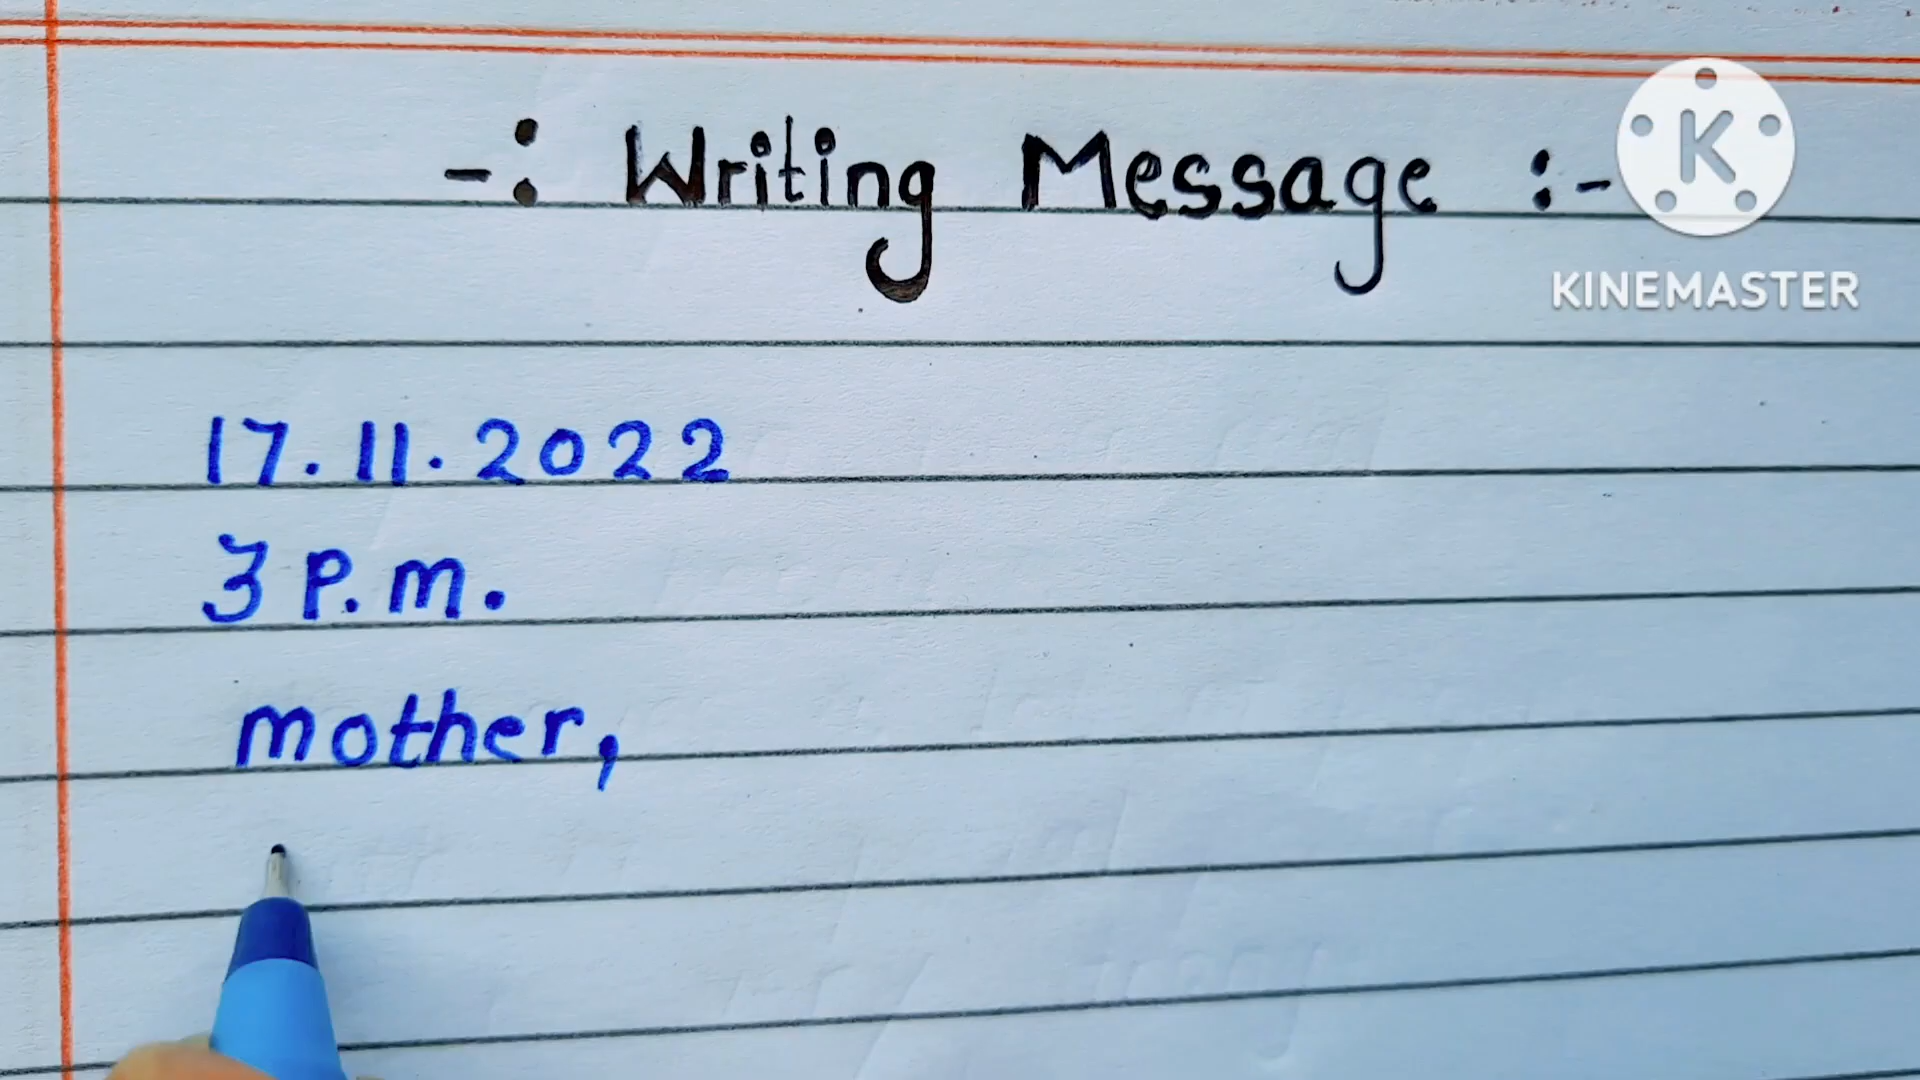 -: Writing Message :-
K
KINEMASTER
17.11.2022
3 P.m.
mother,